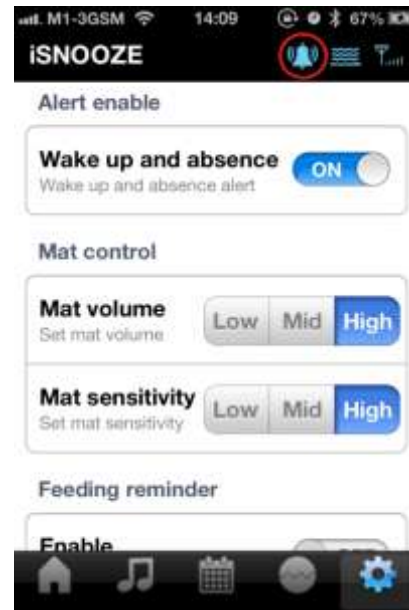 M1-3GSM 14:09 67%
iSNOOZE
Alert enable
Wake up and absence ON
Wake up and absence alert
Mat control
Mat volume Low Mid High
Set mat volume
Mat sensitivity Low Mid High
Set mat sensitivity
Feeding reminder
Enable